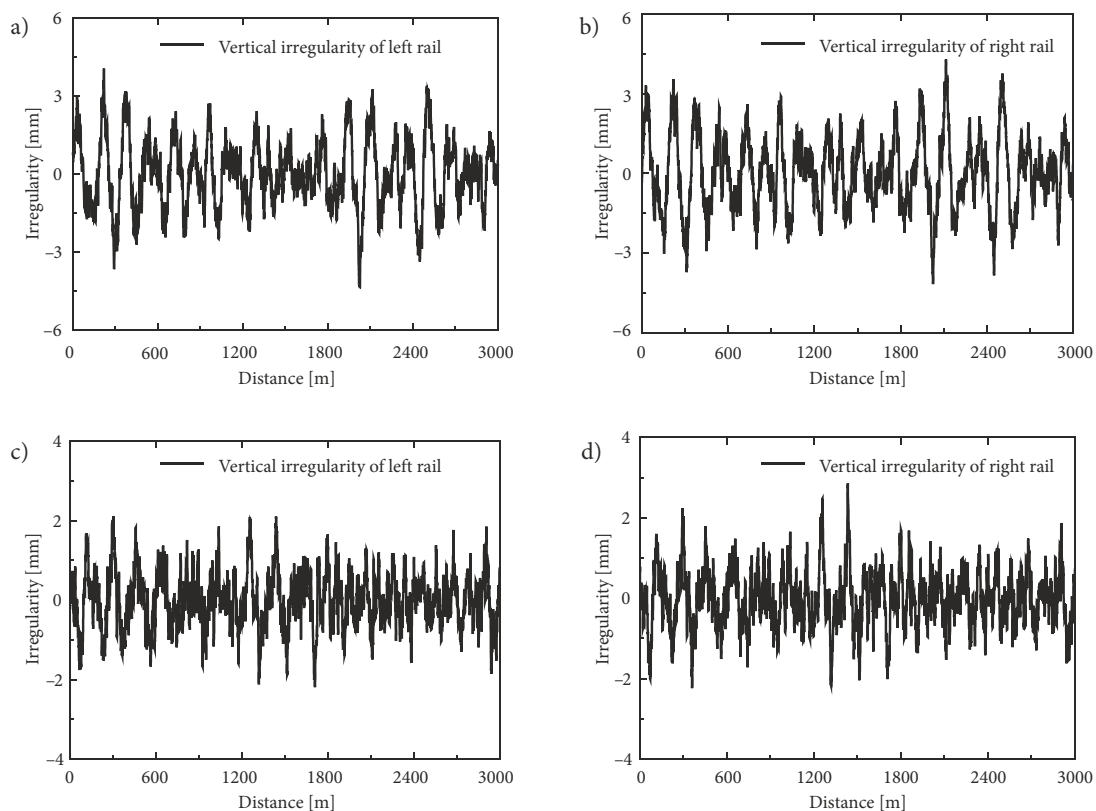 a)
Vertical irregularity of left rail
Irregularity [mm]
6
3
0
−3
−6
0 600 1200 1800 2400 3000
Distance [m]
b)
Vertical irregularity of right rail
Irregularity [mm]
6
3
0
−3
−6
0 600 1200 1800 2400 3000
Distance [m]
c)
Vertical irregularity of left rail
Irregularity [mm]
4
2
0
−2
−4
0 600 1200 1800 2400 3000
Distance [m]
d)
Vertical irregularity of right rail
Irregularity [mm]
4
2
0
−2
−4
0 600 1200 1800 2400 3000
Distance [m]